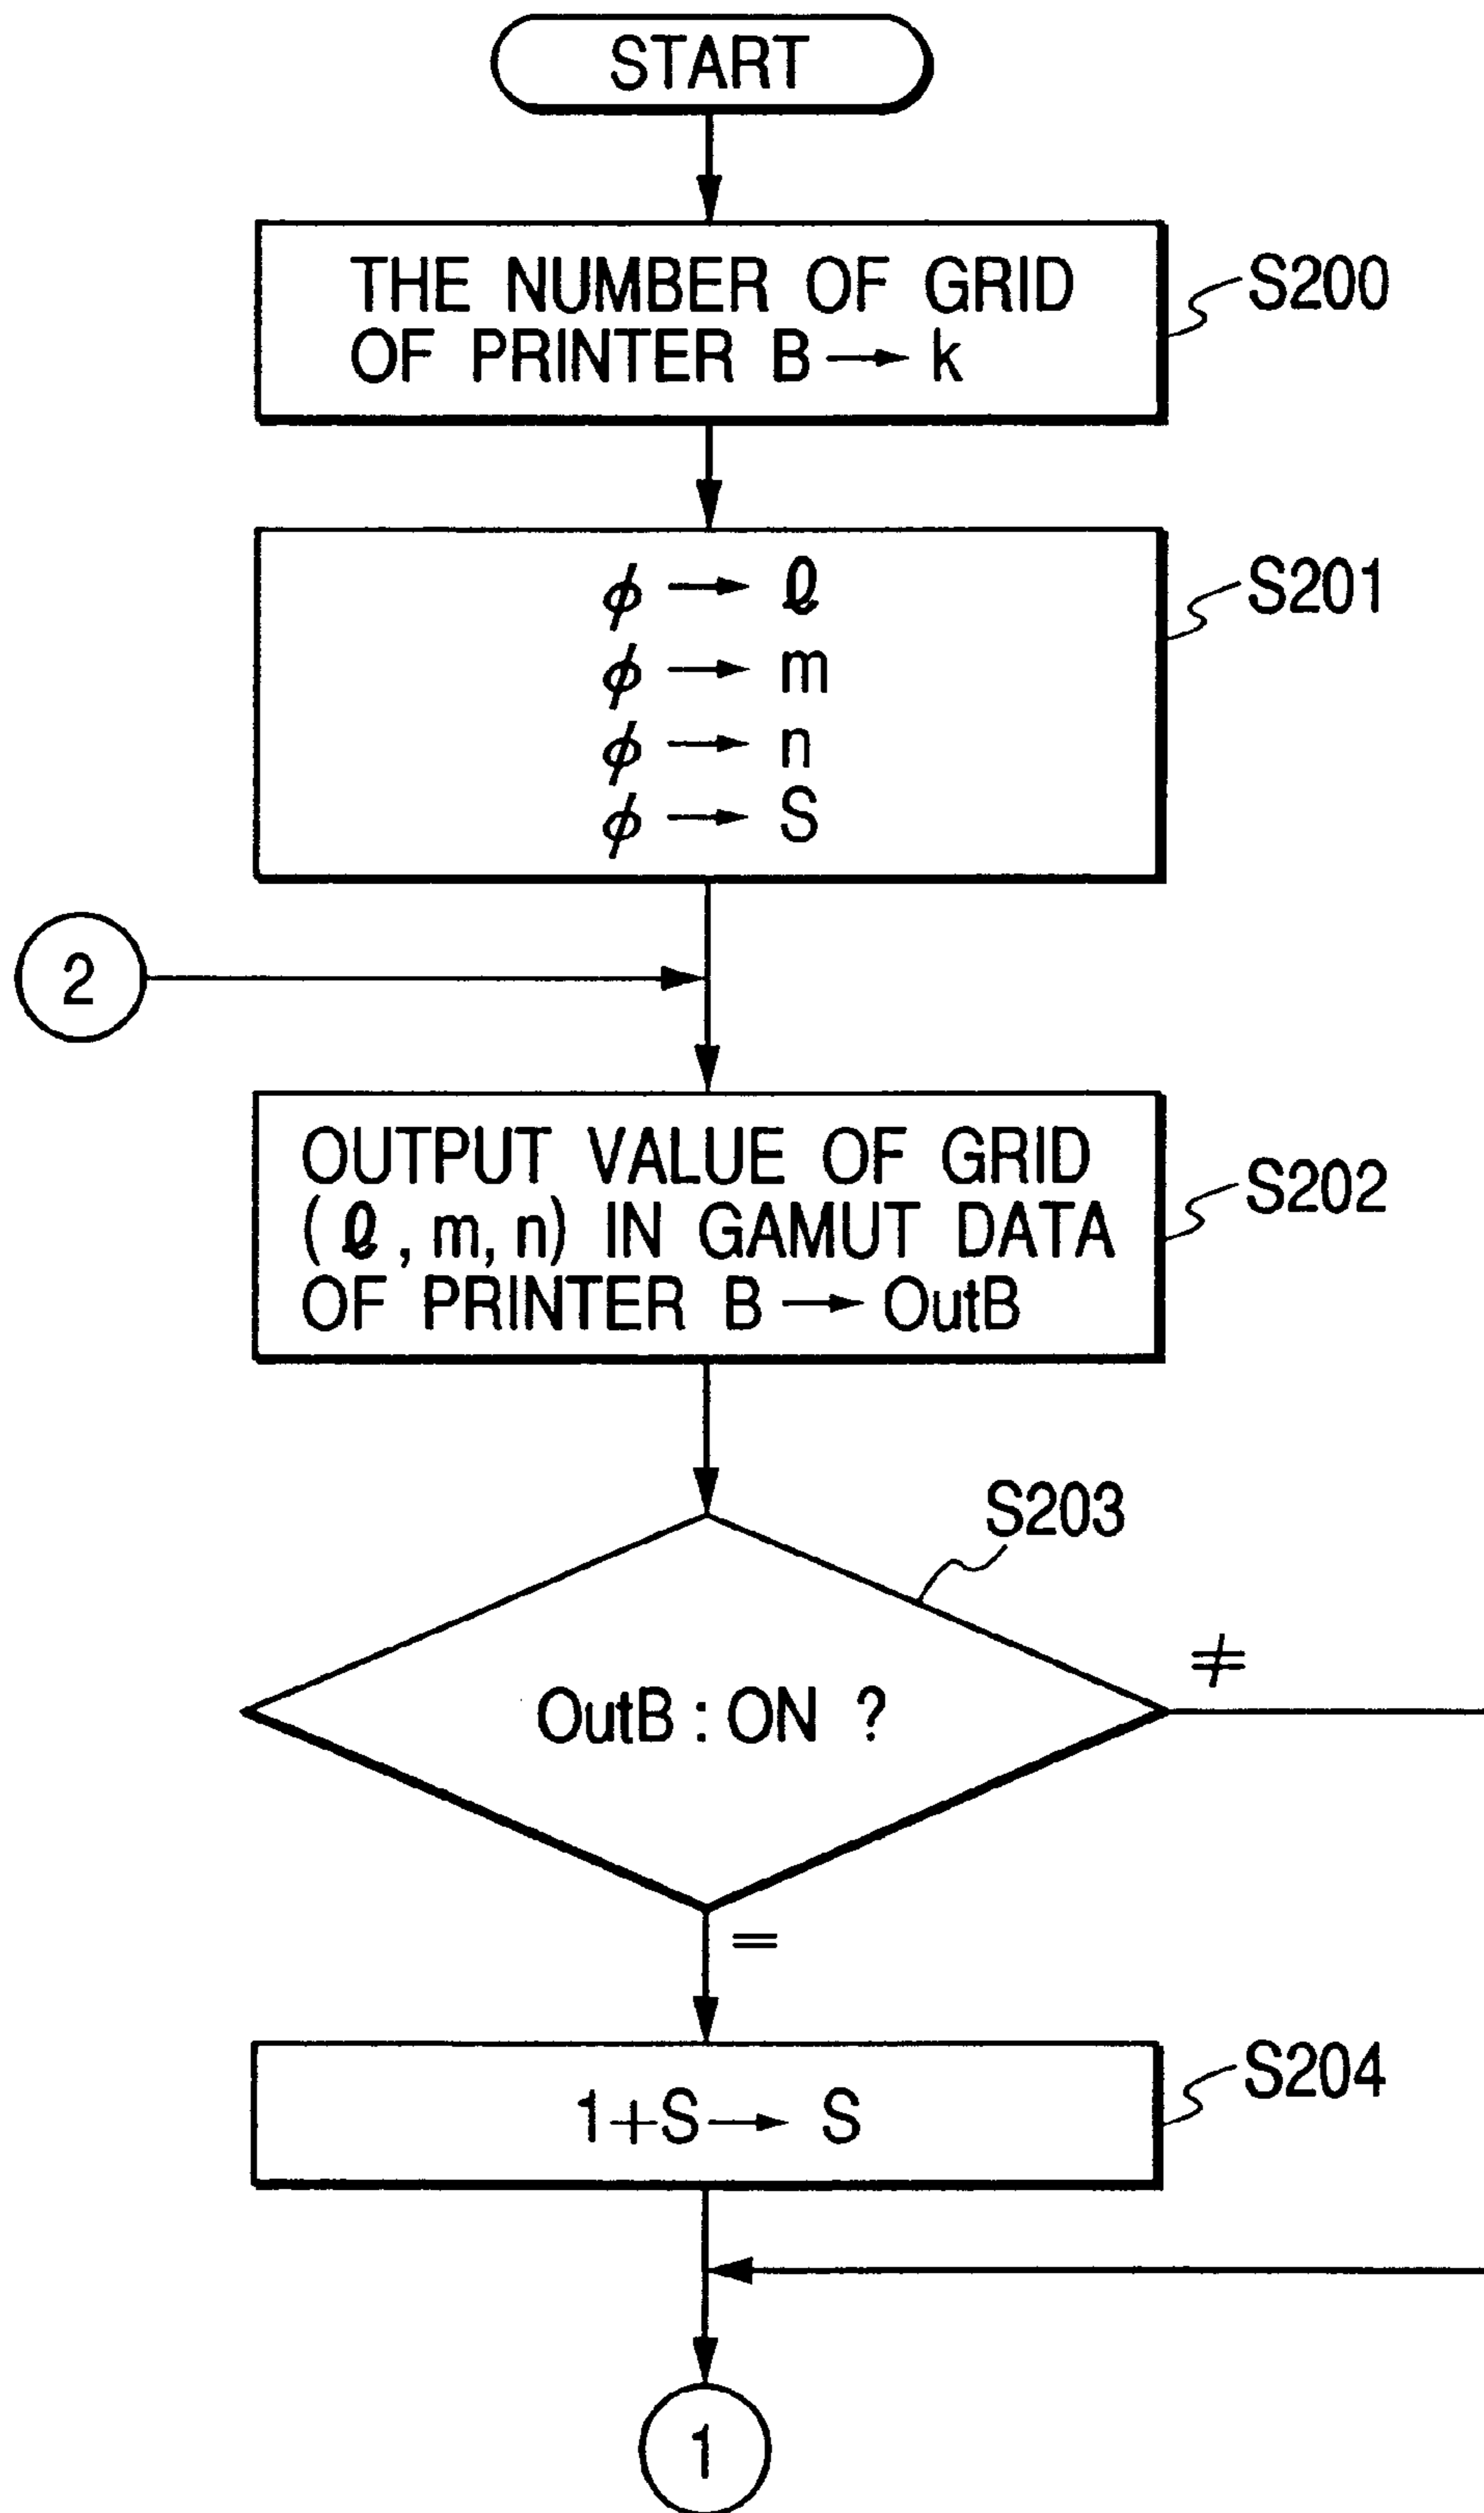 START
THE NUMBER OF GRID
OF PRINTER B → k
S200
ϕ → ℓ
ϕ → m
ϕ → n
ϕ → S
S201
2
OUTPUT VALUE OF GRID
(ℓ, m, n) IN GAMUT DATA
OF PRINTER B → OutB
S202
S203
OutB : ON ?
≠
=
1+S → S
S204
1